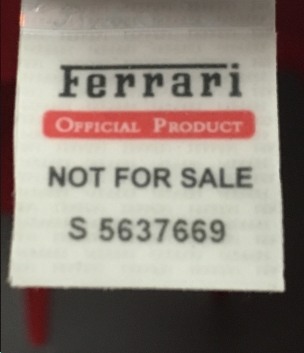 Ferrari
OFFICIAL PRODUCT
NOT FOR SALE
S 5637669